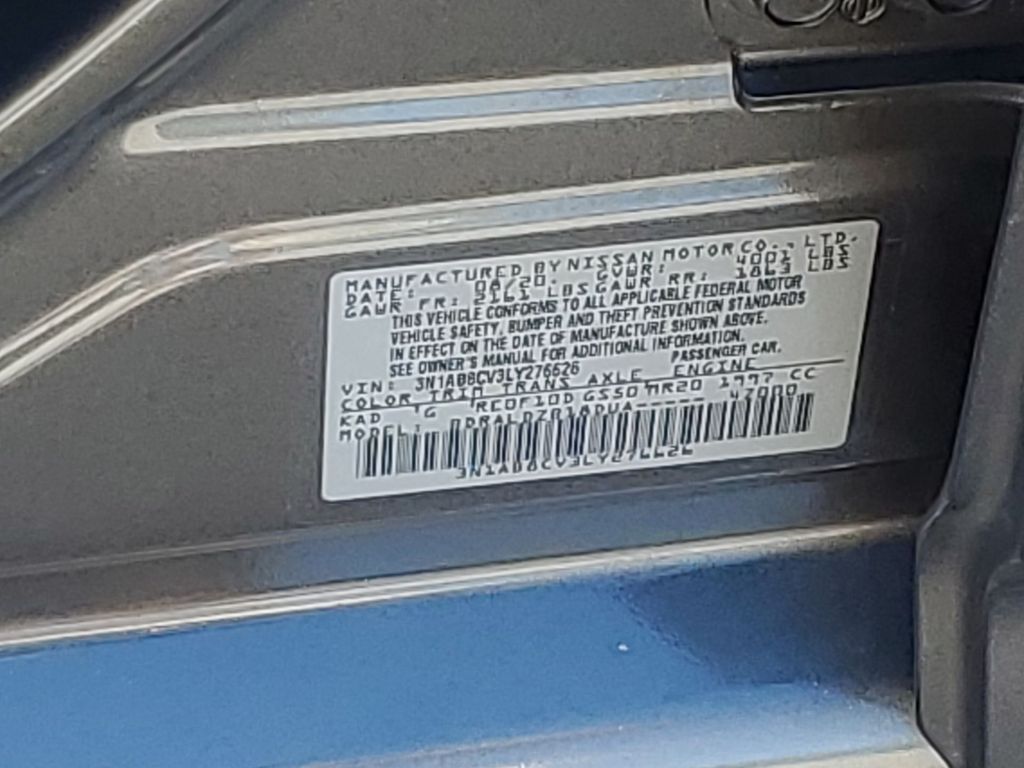 MANUFACTURED BY NISSAN MOTOR CO., LTD.
DATE: 08/20. GVWR: 4001 LBS
GAWR FR: 2161 LBS GAWR RR: 1863 LBS
THIS VEHICLE CONFORMS TO ALL APPLICABLE FEDERAL MOTOR
VEHICLE SAFETY, BUMPER AND THEFT PREVENTION STANDARDS
IN EFFECT ON THE DATE OF MANUFACTURE SHOWN ABOVE.
SEE OWNER'S MANUAL FOR ADDITIONAL INFORMATION.
VIN: 3N1AB8CV3LY276626 PASSENGER CAR.
COLOR TRIM TRANS AXLE ENGINE
KAD G RE0F10D GS50 MR20 1997 CC
MODEL: 47000
3N1AB8CV3LY276626